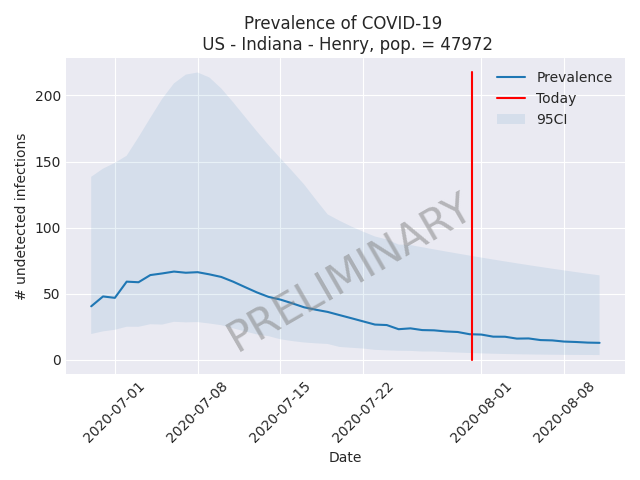 Prevalence of COVID-19
US - Indiana - Henry, pop. = 47972
Prevalence
Today
95CI
200
150
100
50
0
# undetected infections
PRELIMINARY
2020-07-01
2020-07-08
2020-07-15
2020-07-22
2020-08-01
2020-08-08
Date